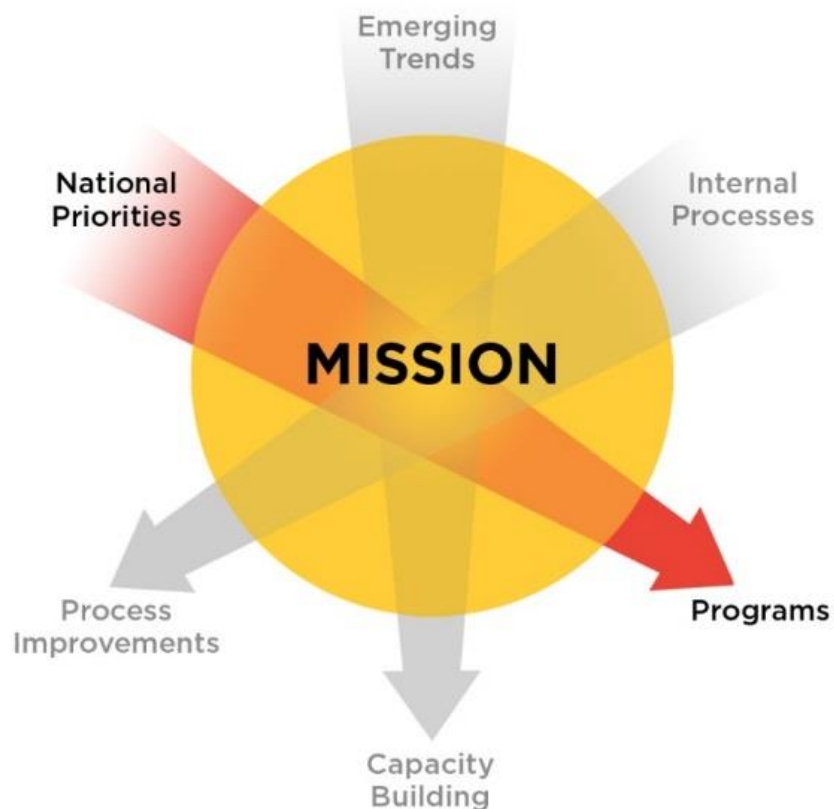 Emerging
Trends
National
Priorities
Internal
Processes
MISSION
Process
Improvements
Programs
Capacity
Building